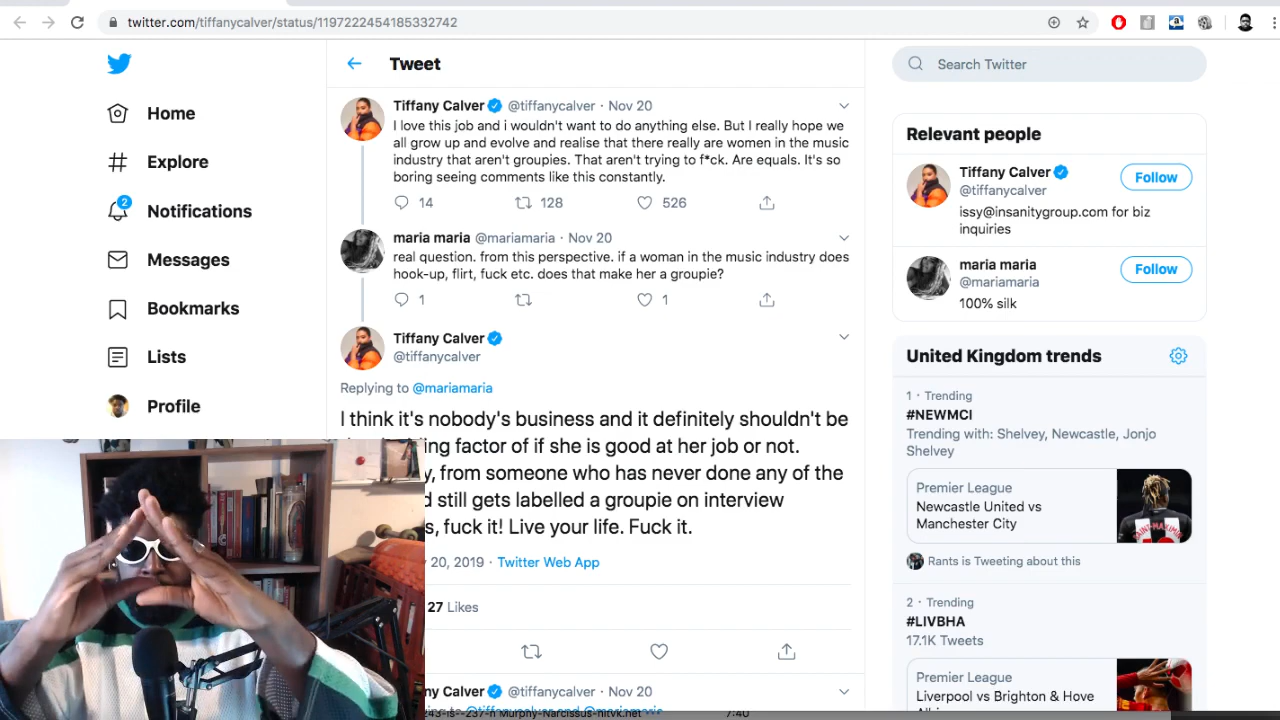 twitter.com/tiffanycalver/status/1197222454185332742
Home
Explore
2
Notifications
Messages
Bookmarks
Lists
Profile
Tweet
Tiffany Calver @tiffanycalver · Nov 20
I love this job and i wouldn't want to do anything else. But I really hope we
all grow up and evolve and realise that there really are women in the music
industry that aren't groupies. That aren't trying to f*ck. Are equals. It's so
boring seeing comments like this constantly.
14 128 526
maria maria @mariamaria · Nov 20
real question. from this perspective. if a woman in the music industry does
hook-up, flirt, fuck etc. does that make her a groupie?
1 1
Tiffany Calver
@tiffanycalver
Replying to @mariamaria
I think it's nobody's business and it definitely shouldn't be
ing factor of if she is good at her job or not.
y, from someone who has never done any of the
d still gets labelled a groupie on interview
s, fuck it! Live your life. Fuck it.
20, 2019 · Twitter Web App
27 Likes
ny Calver @tiffanycalver · Nov 20
@tiffanycalver and @mariamaria
7:40
Search Twitter
Relevant people
Tiffany Calver
@tiffanycalver
Follow
issy@insanitygroup.com for biz
inquiries
maria maria
@mariamaria
Follow
100% silk
United Kingdom trends
1 · Trending
#NEWMCI
Trending with: Shelvey, Newcastle, Jonjo
Shelvey
Premier League
Newcastle United vs
Manchester City
SAINT-MAXIMIN
Rants is Tweeting about this
2 · Trending
#LIVBHA
17.1K Tweets
Premier League
Liverpool vs Brighton & Hove